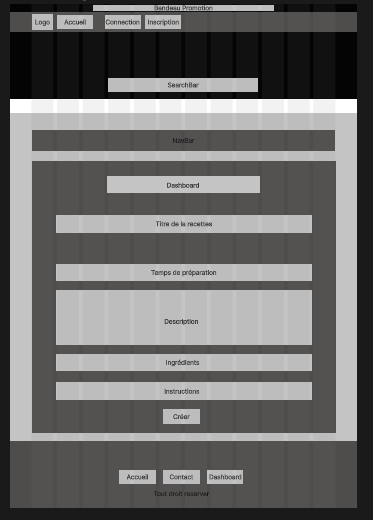 Bandeau Promotion
Logo Accueil Connection Inscription
SearchBar
NavBar
Dashboard
Titre de la recettes
Temps de préparation
Description
Ingrédients
Instructions
Créer
Accueil Contact Dashboard
Tout droit reserver